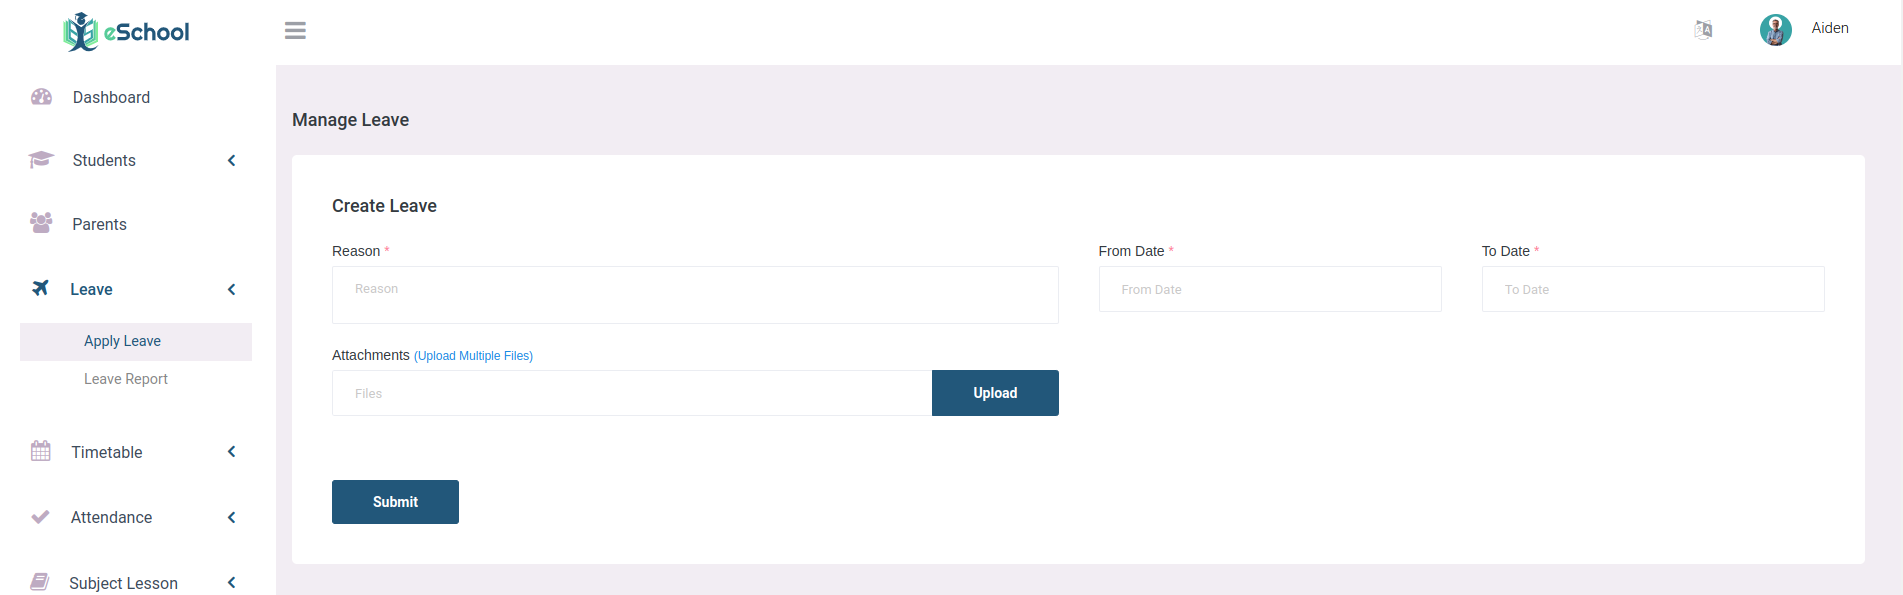 eSchool
Aiden
Dashboard
Students
Parents
Leave
Apply Leave
Leave Report
Timetable
Attendance
Subject Lesson
Manage Leave
Create Leave
Reason *
Reason
From Date *
From Date
To Date *
To Date
Attachments (Upload Multiple Files)
Files
Upload
Submit